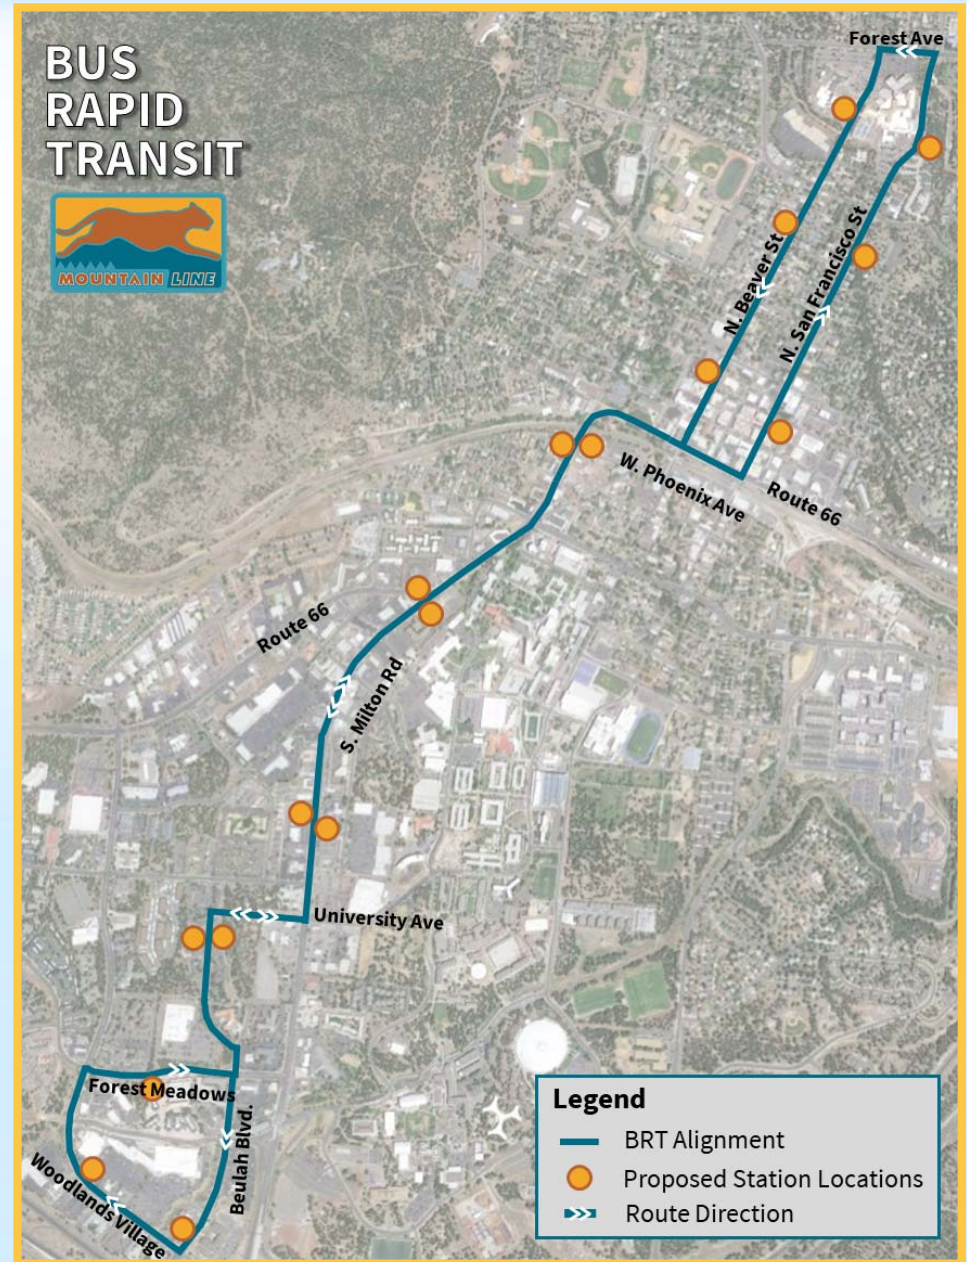 BUS
RAPID
TRANSIT
MOUNTAIN LINE
Forest Ave
N. Beaver St
N. San Francisco St
W. Phoenix Ave
Route 66
Route 66
S. Milton Rd
University Ave
Forest Meadows
Beulah Blvd.
Woodlands Village
Legend
BRT Alignment
Proposed Station Locations
Route Direction